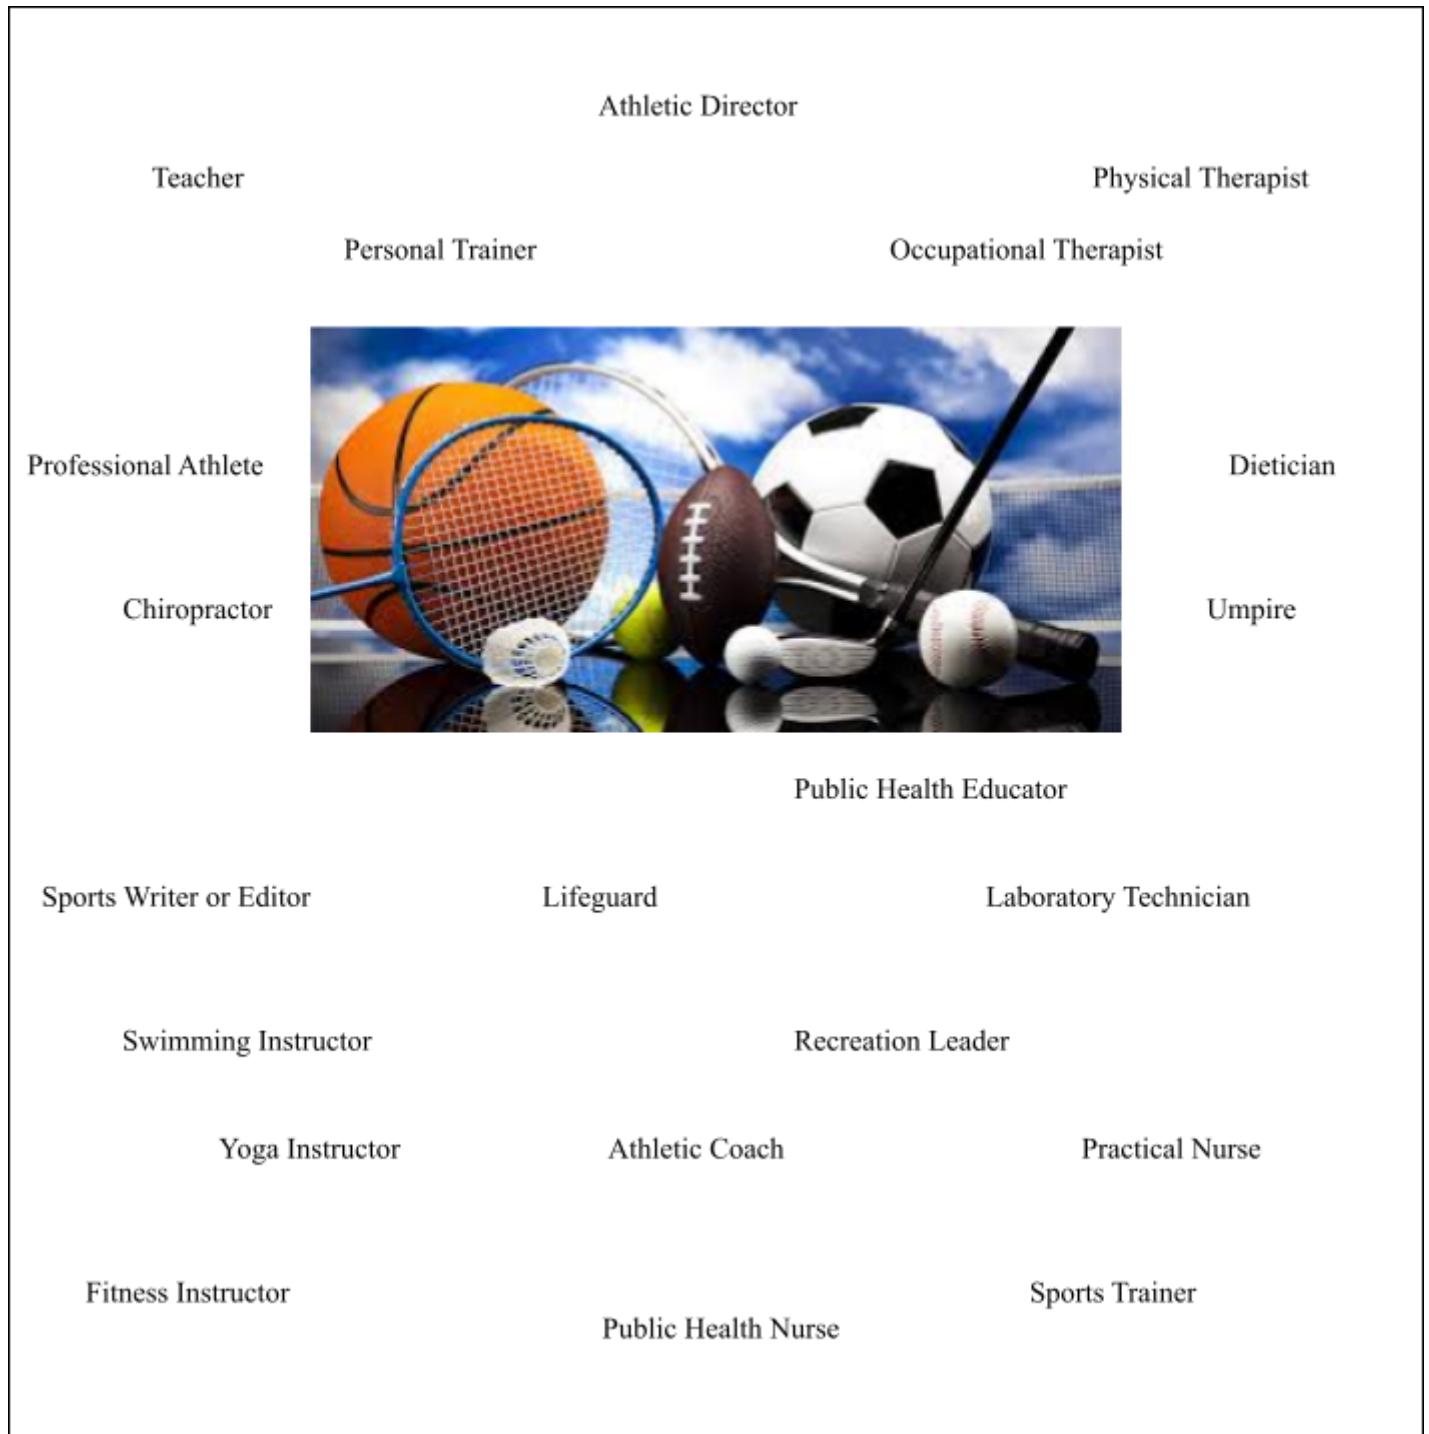 Athletic Director
Teacher Physical Therapist
Personal Trainer Occupational Therapist
Professional Athlete Dietician
Chiropractor Umpire
Public Health Educator
Sports Writer or Editor Lifeguard Laboratory Technician
Swimming Instructor Recreation Leader
Yoga Instructor Athletic Coach Practical Nurse
Fitness Instructor Sports Trainer
Public Health Nurse